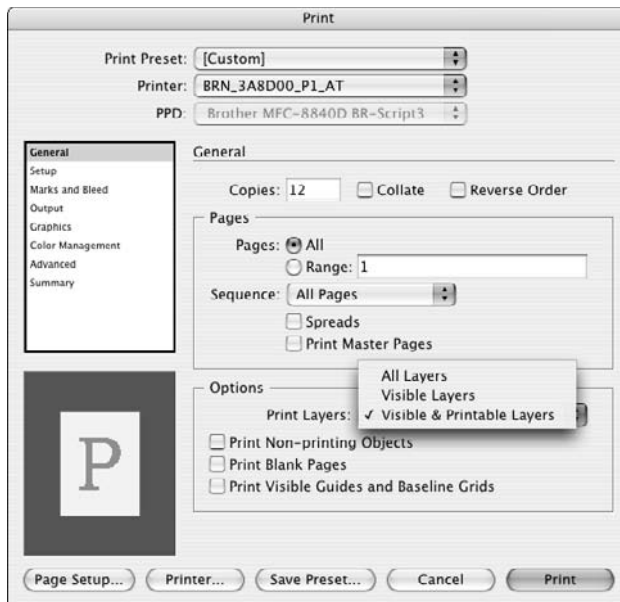 Print
Print Preset: [Custom]
Printer: BRN_3A8D00_P1_AT
PPD: Brother MFC-8840D BR-Script3
General
Setup
Marks and Bleed
Output
Graphics
Color Management
Advanced
Summary
General
Copies: 12 Collate Reverse Order
Pages
Pages: All
Range: 1
Sequence: All Pages
Spreads
Print Master Pages
Options
All Layers
Visible Layers
Print Layers: ✓ Visible & Printable Layers
Print Non-printing Objects
Print Blank Pages
Print Visible Guides and Baseline Grids
P
Page Setup... Printer... Save Preset... Cancel Print